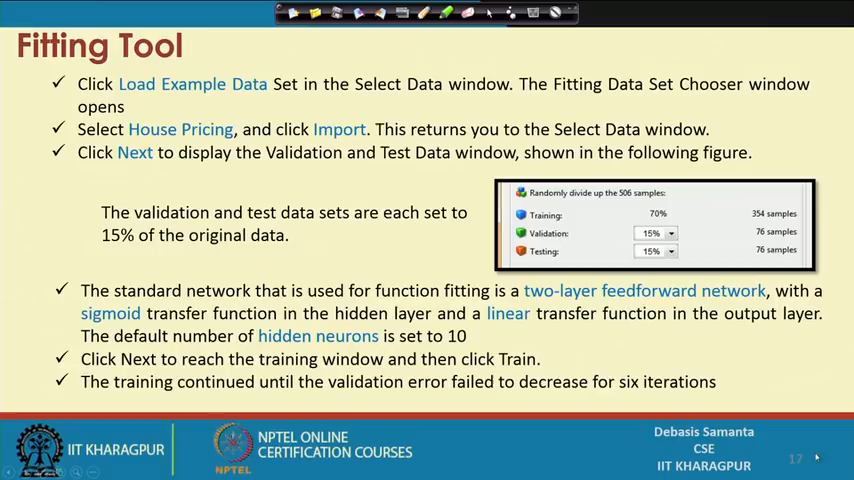 Fitting Tool
✓ Click Load Example Data Set in the Select Data window. The Fitting Data Set Chooser window
opens
✓ Select House Pricing, and click Import. This returns you to the Select Data window.
✓ Click Next to display the Validation and Test Data window, shown in the following figure.
The validation and test data sets are each set to
15% of the original data.
Randomly divide up the 506 samples:
Training: 70% 354 samples
Validation: 15% 76 samples
Testing: 15% 76 samples
✓ The standard network that is used for function fitting is a two-layer feedforward network, with a
sigmoid transfer function in the hidden layer and a linear transfer function in the output layer.
The default number of hidden neurons is set to 10
✓ Click Next to reach the training window and then click Train.
✓ The training continued until the validation error failed to decrease for six iterations
IIT KHARAGPUR
NPTEL
NPTEL ONLINE
CERTIFICATION COURSES
Debasis Samanta
CSE
IIT KHARAGPUR
17